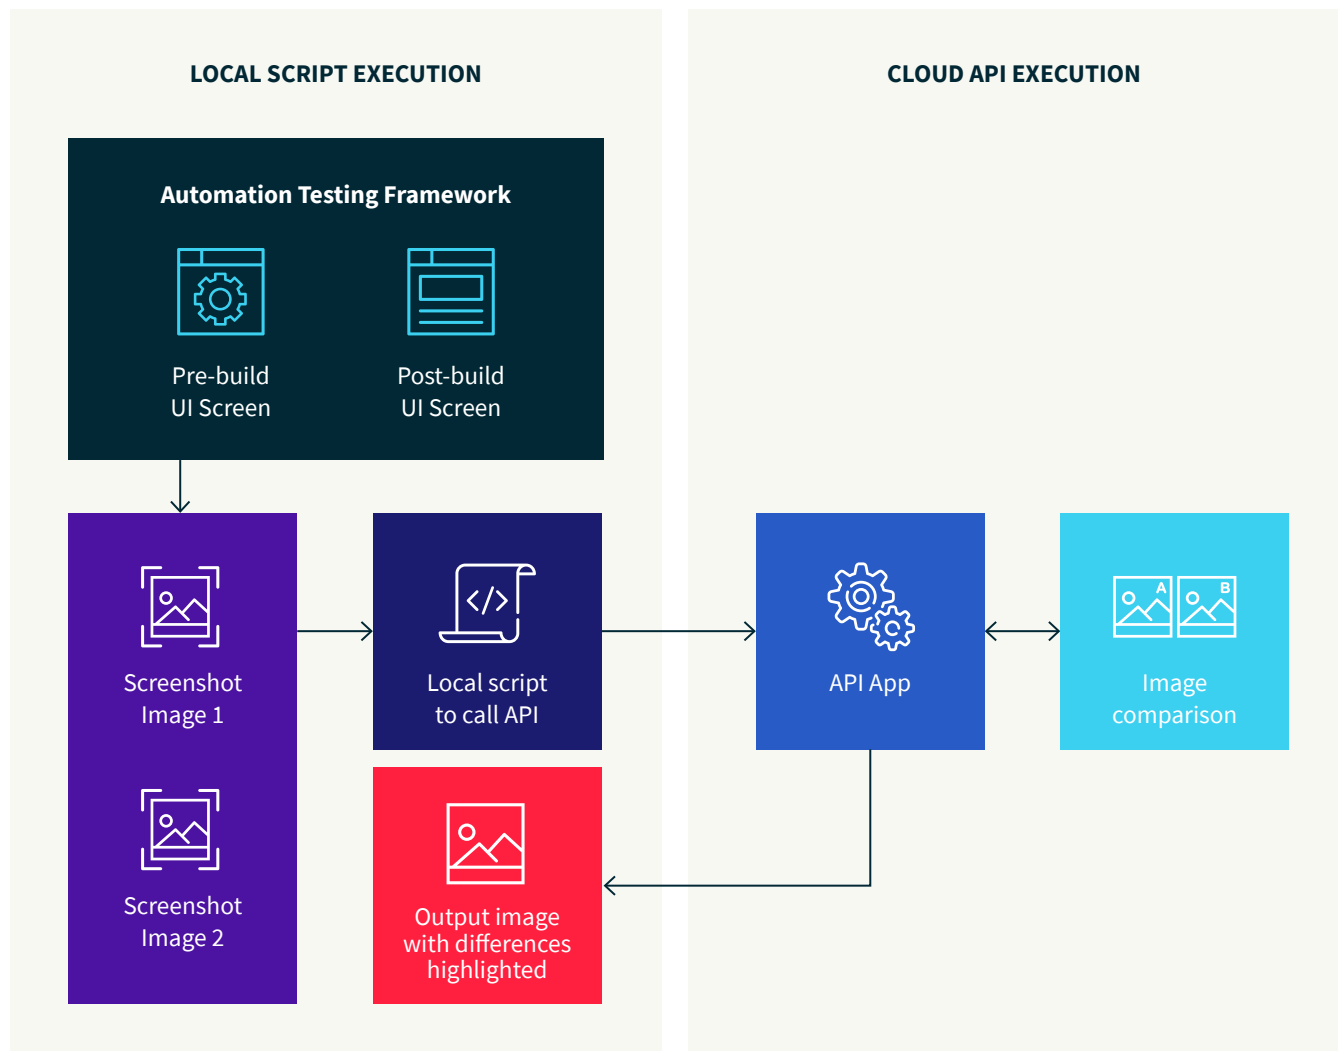 LOCAL SCRIPT EXECUTION
CLOUD API EXECUTION
Automation Testing Framework
Pre-build
UI Screen
Post-build
UI Screen
Screenshot
Image 1
Local script
to call API
API App
A
B
Image
comparison
Screenshot
Image 2
Output image
with differences
highlighted